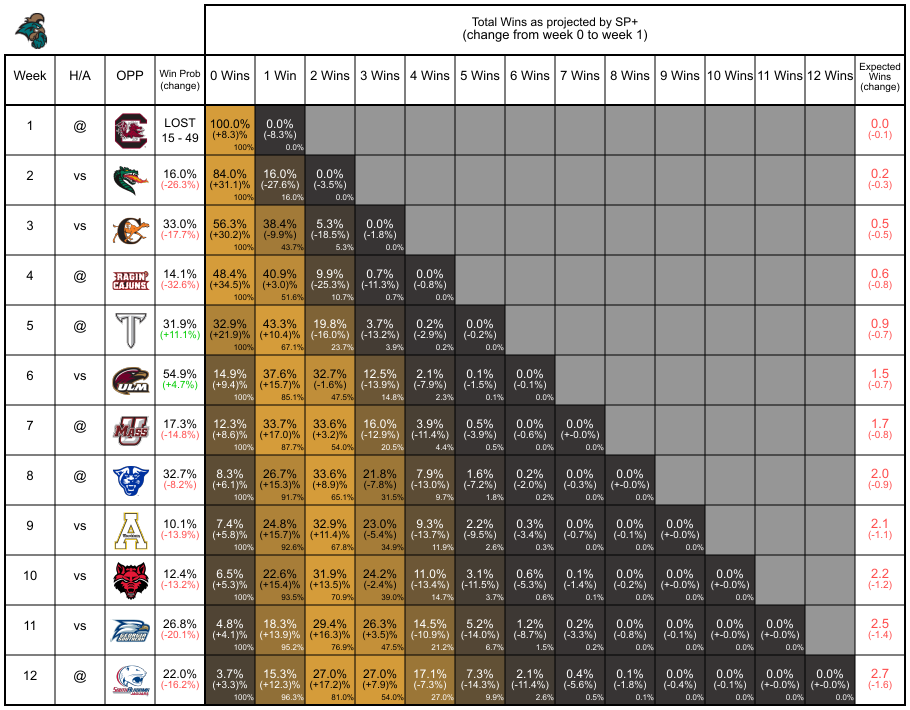 Total Wins as projected by SP+
(change from week 0 to week 1)
Week H/A OPP Win Prob (change) 0 Wins 1 Win 2 Wins 3 Wins 4 Wins 5 Wins 6 Wins 7 Wins 8 Wins 9 Wins 10 Wins 11 Wins 12 Wins Expected Wins (change)
1 @ LOST 100.0% 0.0% 0.0
15 - 49 (+8.3)% (-8.3%) (-0.1)
100% 0.0%
2 vs 16.0% 84.0% 16.0% 0.0% 0.2
(-26.3%) (+31.1)% (-27.6%) (-3.5%) (-0.3)
100% 16.0% 0.0%
3 vs C 33.0% 56.3% 38.4% 5.3% 0.0% 0.5
(-17.7%) (+30.2)% (-9.9%) (-18.5%) (-1.8%) (-0.5)
100% 43.7% 5.3% 0.0%
4 @ RAGIN' CAJUNS 14.1% 48.4% 40.9% 9.9% 0.7% 0.0% 0.6
(-32.6%) (+34.5)% (+3.0)% (-25.3%) (-11.3%) (-0.8%) (-0.8)
100% 51.6% 10.7% 0.7% 0.0%
5 @ T 31.9% 32.9% 43.3% 19.8% 3.7% 0.2% 0.0% 0.9
(+11.1%) (+21.9)% (+10.4)% (-16.0%) (-13.2%) (-2.9%) (-0.2%) (-0.7)
100% 67.1% 23.7% 3.9% 0.2% 0.0%
6 vs ULM 54.9% 14.9% 37.6% 32.7% 12.5% 2.1% 0.1% 0.0% 1.5
(+4.7%) (+9.4)% (+15.7)% (-1.6%) (-13.9%) (-7.9%) (-1.5%) (-0.1%) (-0.7)
100% 85.1% 47.5% 14.8% 2.3% 0.1% 0.0%
7 @ UMASS 17.3% 12.3% 33.7% 33.6% 16.0% 3.9% 0.5% 0.0% 0.0% 1.7
(-14.8%) (+8.6)% (+17.0)% (+3.2)% (-12.9%) (-11.4%) (-3.9%) (-0.6%) (+-0.0%) (-0.8)
100% 87.7% 54.0% 20.5% 4.4% 0.5% 0.0% 0.0%
8 @ 32.7% 8.3% 26.7% 33.6% 21.8% 7.9% 1.6% 0.2% 0.0% 0.0% 2.0
(-8.2%) (+6.1)% (+15.3)% (+8.9)% (-7.8%) (-13.0%) (-7.2%) (-2.0%) (-0.3%) (+-0.0%) (-0.9)
100% 91.7% 65.1% 31.5% 9.7% 1.8% 0.2% 0.0% 0.0%
9 vs A 10.1% 7.4% 24.8% 32.9% 23.0% 9.3% 2.2% 0.3% 0.0% 0.0% 0.0% 2.1
(-13.9%) (+5.8)% (+15.7)% (+11.4)% (-5.4%) (-13.7%) (-9.5%) (-3.4%) (-0.7%) (-0.1%) (+-0.0%) (-1.1)
100% 92.6% 67.8% 34.9% 11.9% 2.6% 0.3% 0.0% 0.0% 0.0%
10 vs 12.4% 6.5% 22.6% 31.9% 24.2% 11.0% 3.1% 0.6% 0.1% 0.0% 0.0% 0.0% 2.2
(-13.2%) (+5.3)% (+15.4)% (+13.5)% (-2.4%) (-13.4%) (-11.5%) (-5.3%) (-1.4%) (-0.2%) (+-0.0%) (+-0.0%) (-1.2)
100% 93.5% 70.9% 39.0% 14.7% 3.7% 0.6% 0.1% 0.0% 0.0% 0.0%
11 vs 26.8% 4.8% 18.3% 29.4% 26.3% 14.5% 5.2% 1.2% 0.2% 0.0% 0.0% 0.0% 0.0% 2.5
(-20.1%) (+4.1)% (+13.9)% (+16.3)% (+3.5)% (-10.9%) (-14.0%) (-8.7%) (-3.3%) (-0.8%) (-0.1%) (+-0.0%) (+-0.0%) (-1.4)
100% 95.2% 76.9% 47.5% 21.2% 6.7% 1.5% 0.2% 0.0% 0.0% 0.0% 0.0%
12 @ 22.0% 3.7% 15.3% 27.0% 27.0% 17.1% 7.3% 2.1% 0.4% 0.1% 0.0% 0.0% 0.0% 0.0% 2.7
(-16.2%) (+3.3)% (+12.3)% (+17.2)% (+7.9)% (-7.3%) (-14.3%) (-11.4%) (-5.6%) (-1.8%) (-0.4%) (-0.1%) (+-0.0%) (+-0.0%) (-1.6)
100% 96.3% 81.0% 54.0% 27.0% 9.9% 2.6% 0.5% 0.1% 0.0% 0.0% 0.0% 0.0%